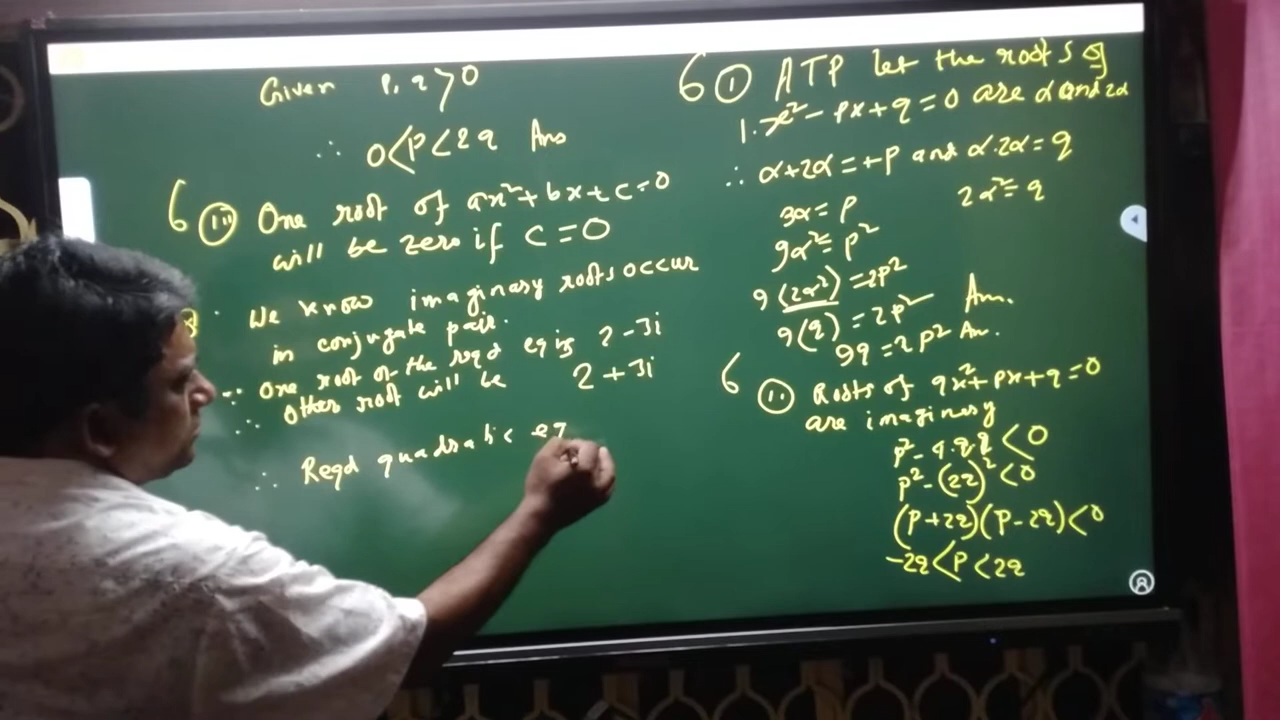 Given p, q > 0
∴ 0 < p < 2q Ans
6 (iii) One root of ax²+bx+c=0
will be zero if c = 0
8. We know imaginary roots occur
in conjugate pair.
∵ One root of the reqd eq is 2-3i
∴ Other root will be 2+3i
∴ Reqd quadratic eq
6 (i) ATP let the roots of
1.x²-px+q=0 are α and 2α
∴ α+2α=+p and α.2α=q
3α=p 2α²=q
9α²=p²
9(2α²)=2p²
9(q)=2p² Am.
9q=2p² An.
6 (ii) Roots of qx²+px+q=0
are imaginary
p²-4.q.q<0
p²-(2q)²<0
(p+2q)(p-2q)<0
-2q<p<2q